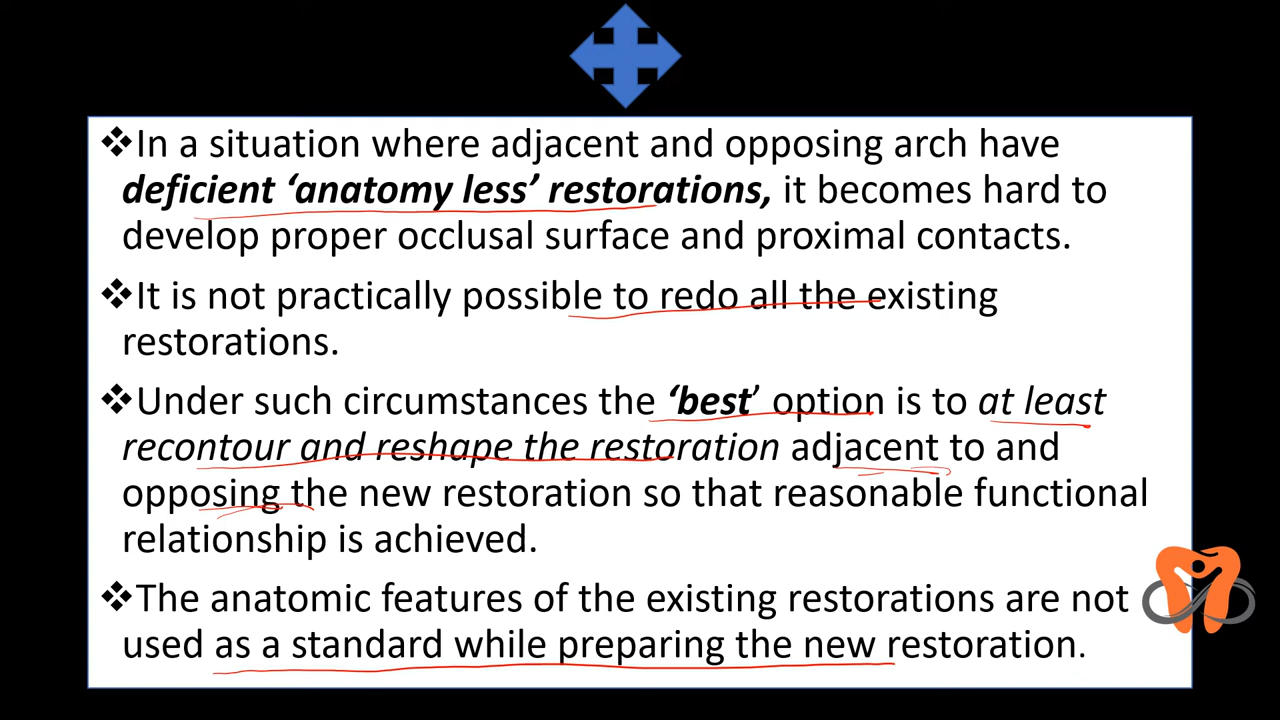 ❖In a situation where adjacent and opposing arch have
deficient ‘anatomy less’ restorations, it becomes hard to
develop proper occlusal surface and proximal contacts.
❖It is not practically possible to redo all the existing
restorations.
❖Under such circumstances the ‘best’ option is to at least
recontour and reshape the restoration adjacent to and
opposing the new restoration so that reasonable functional
relationship is achieved.
❖The anatomic features of the existing restorations are not
used as a standard while preparing the new restoration.